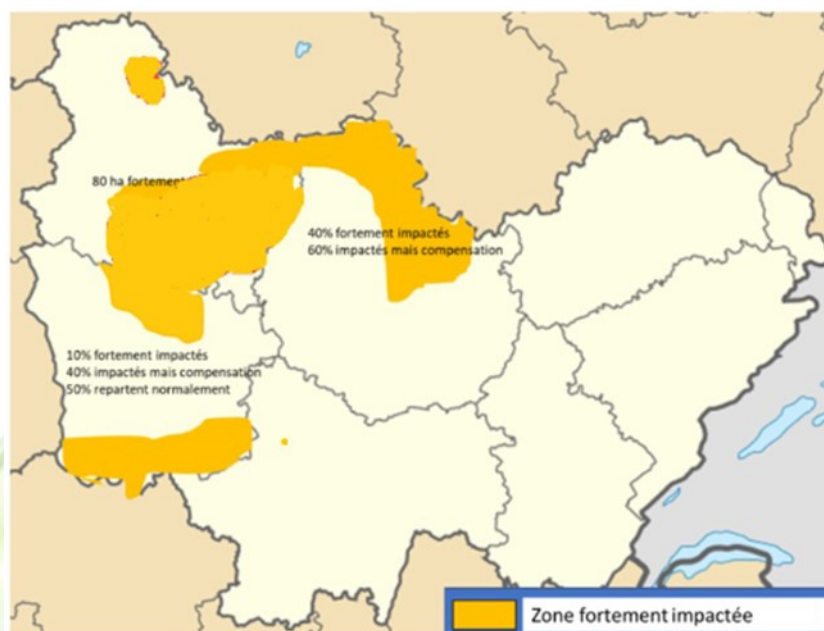 80 ha fortement
40% fortement impactés
60% impactés mais compensation
10% fortement impactés
40% impactés mais compensation
50% repartent normalement
Zone fortement impactée